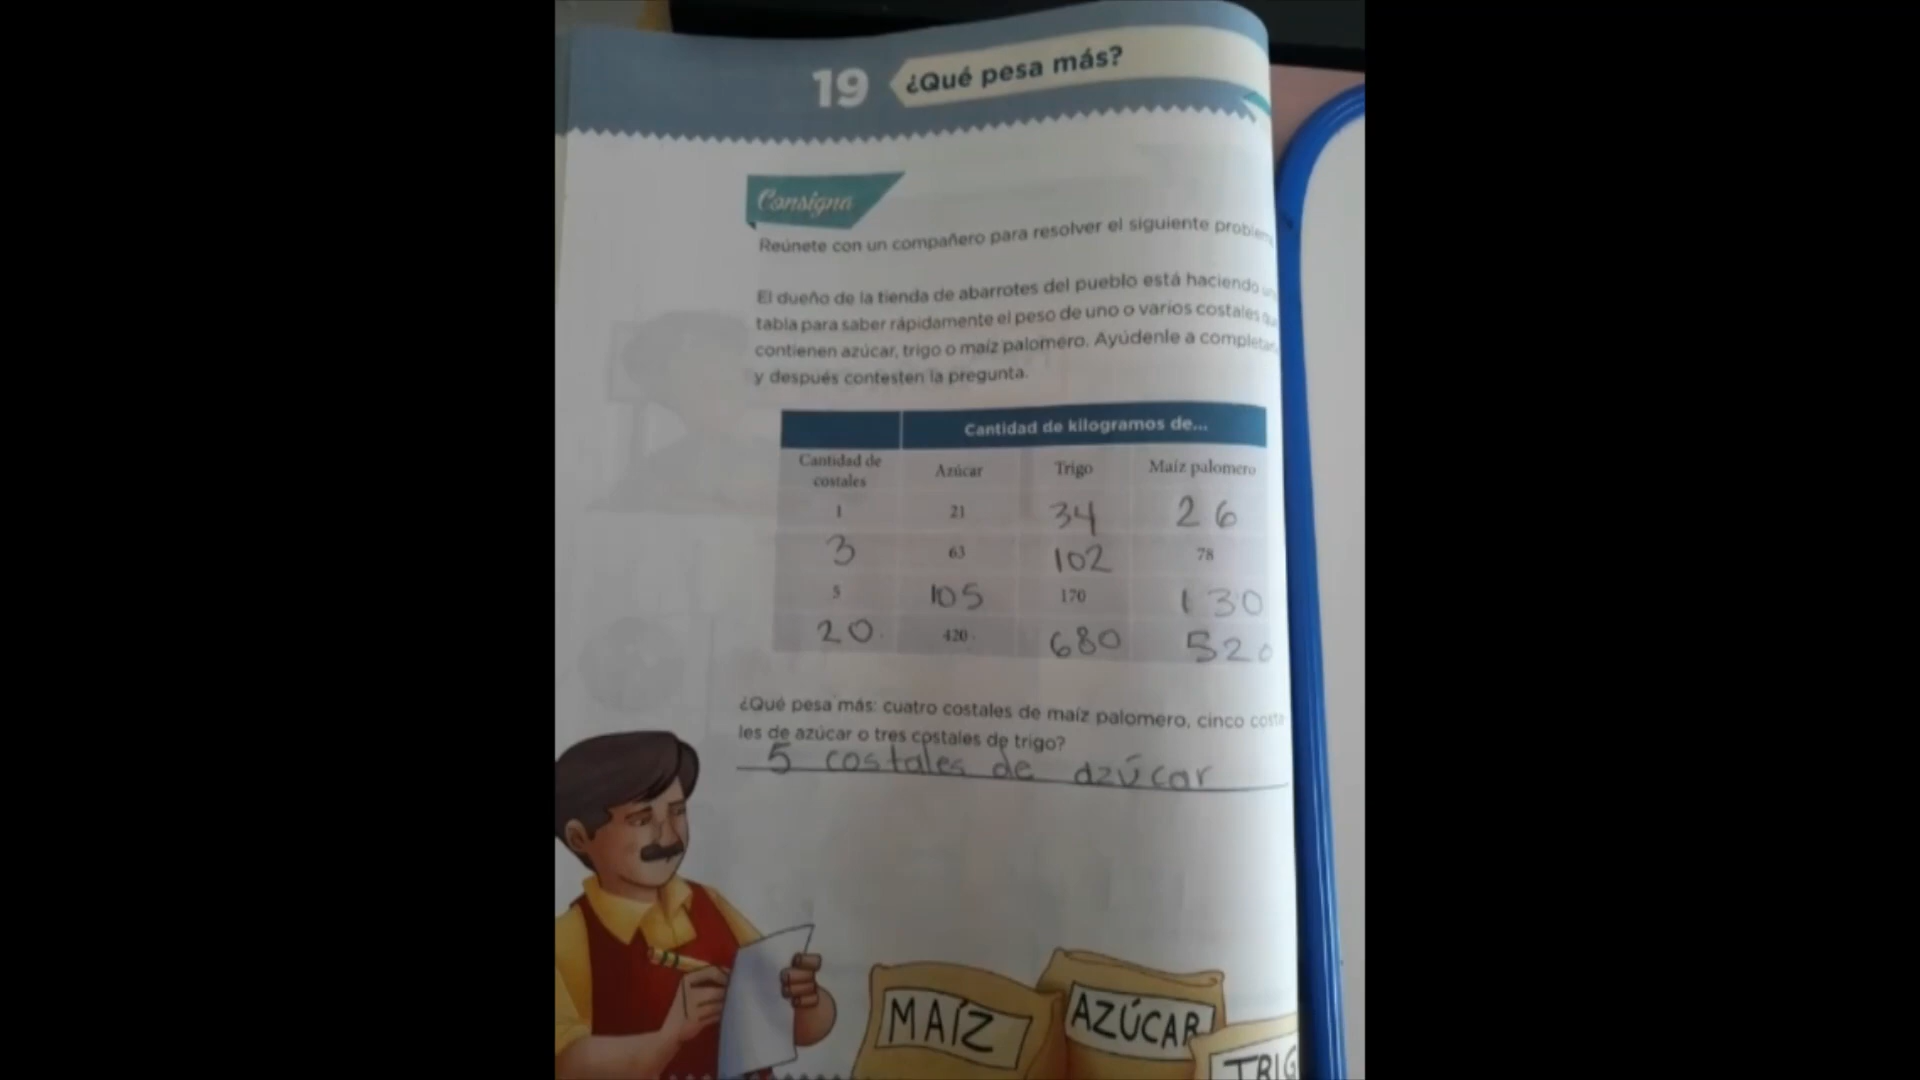 19 ¿Qué pesa más?
Consigna
Reúnete con un compañero para resolver el siguiente
El dueño de la tienda de abarrotes del pueblo está haciendo
tabla para saber rápidamente el peso de uno o varios costales
contienen azúcar, trigo o maíz palomero. Ayúdenle a
y después contesten la pregunta.
Cantidad de kilogramos de...
Cantidad de costales Azúcar Trigo Maíz palomero
1 21 34 26
3 63 102 78
5 105 170 130
20 420 680 520
¿Qué pesa más: cuatro costales de maíz palomero, cinco costa
les de azúcar o tres costales de trigo?
5 costales de azúcar
MAÍZ AZÚCAR
TRIG